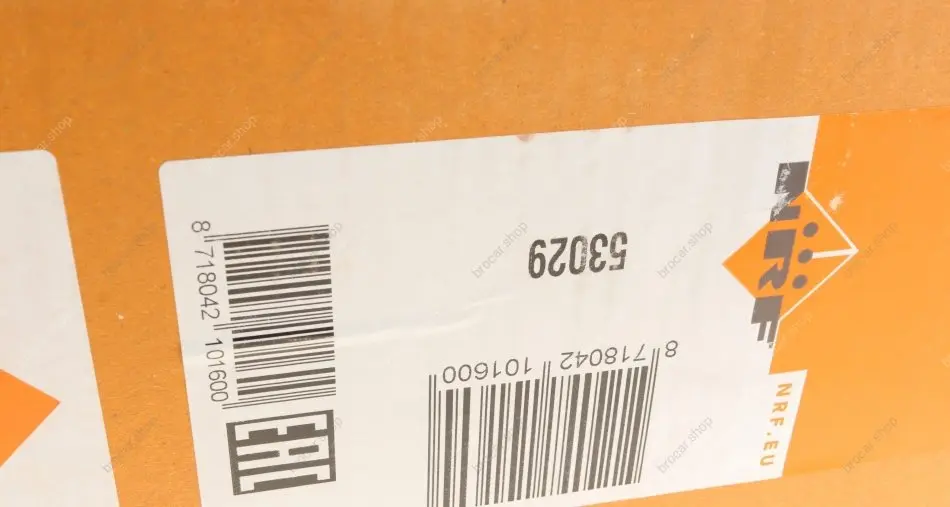 8 718042 101600
EAC
53029
8 718042 101600
NRF
NRF.EU
brocar.shop